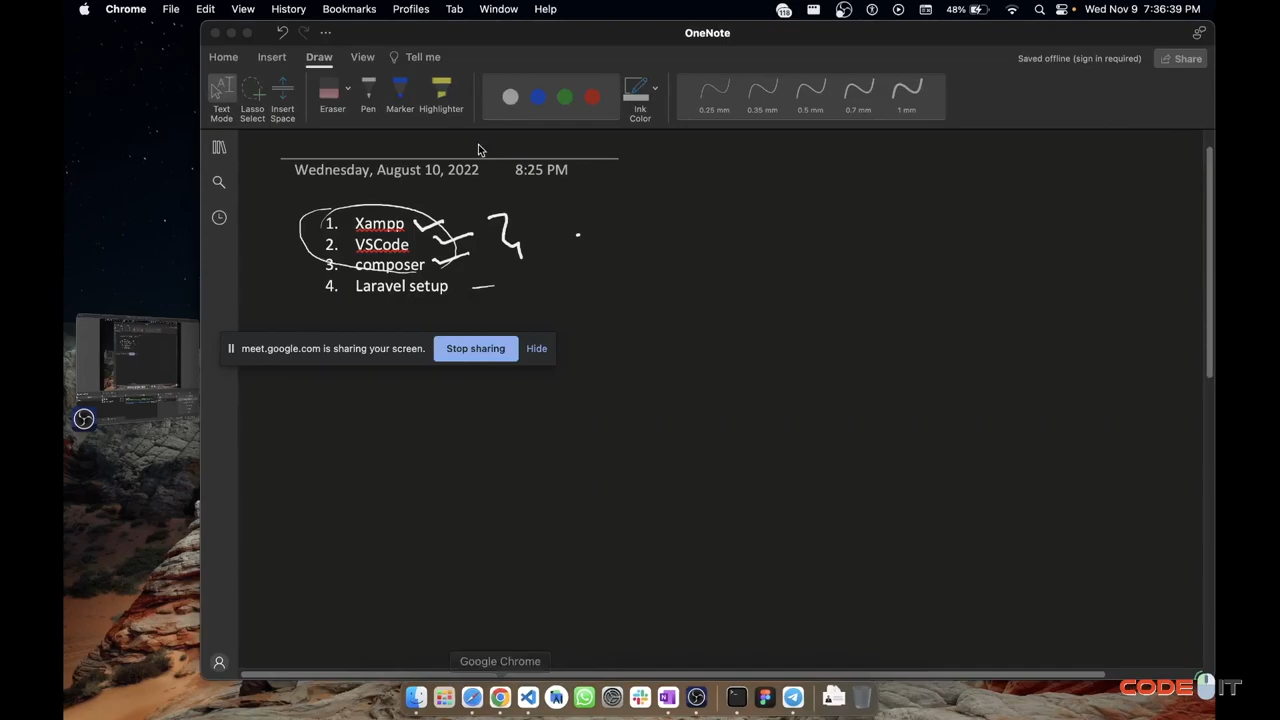 Chrome File Edit View History Bookmarks Profiles Tab Window Help 118 48% Wed Nov 9 7:36:39 PM
OneNote
Home Insert Draw View Tell me Saved offline (sign in required) Share
Text Mode
Lasso Select
Insert Space
Eraser
Pen
Marker
Highlighter
Ink Color
0.25 mm 0.35 mm 0.5 mm 0.7 mm 1 mm
Wednesday, August 10, 2022 8:25 PM
1. Xampp
2. VSCode
3. composer
4. Laravel setup
meet.google.com is sharing your screen. Stop sharing Hide
Google Chrome
CODE IT